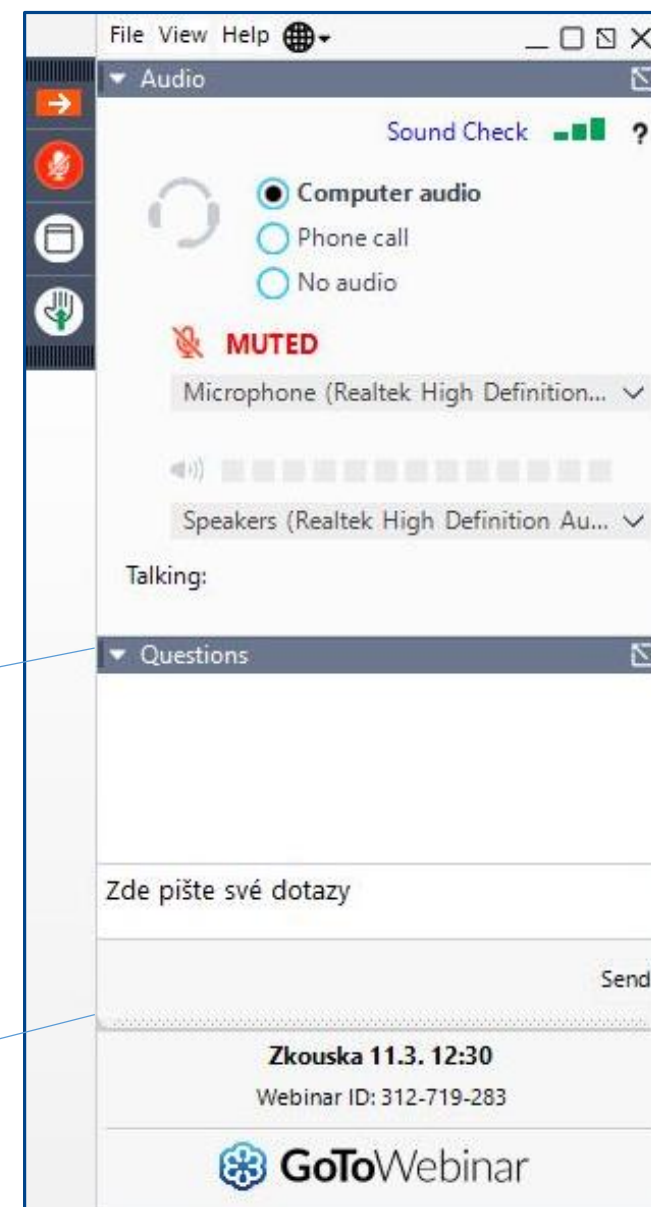 File View Help
Audio
Sound Check ?
Computer audio
Phone call
No audio
MUTED
Microphone (Realtek High Definition...
Speakers (Realtek High Definition Au...
Talking:
Questions
Zde pište své dotazy
Send
Zkouska 11.3. 12:30
Webinar ID: 312-719-283
GoToWebinar